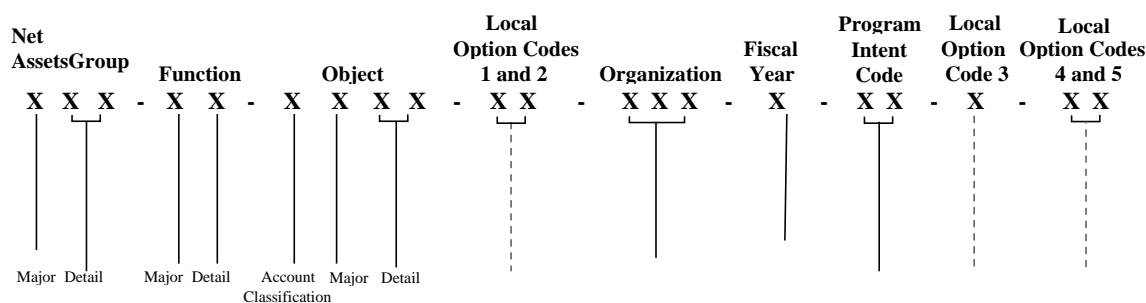 Net
AssetsGroup
Function
Object
Local
Option Codes
1 and 2
Organization
Fiscal
Year
Program
Intent
Code
Local
Option
Code 3
Local
Option Codes
4 and 5
X X X - X X - X X X X - X X - X X X - X - X X - X - X X
Major Detail Major Detail Account Major Detail
Classification